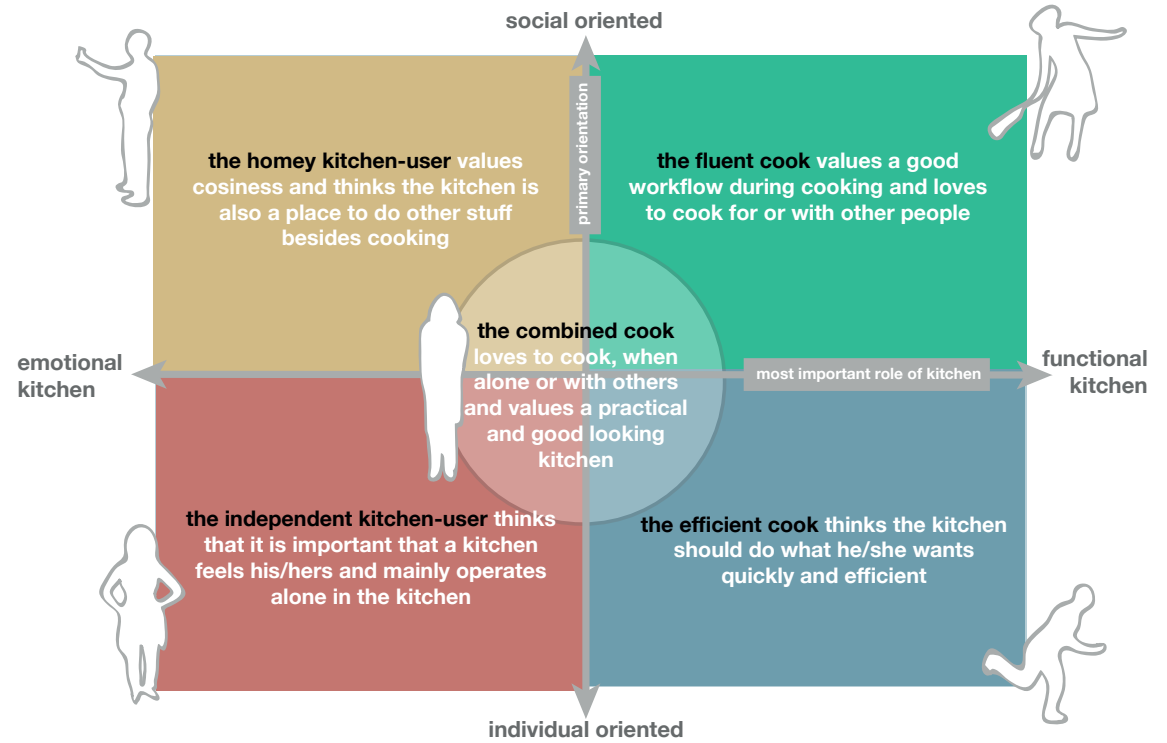 social oriented
primary orientation
the homey kitchen-user values
cosiness and thinks the kitchen is
also a place to do other stuff
besides cooking
the fluent cook values a good
workflow during cooking and loves
to cook for or with other people
the combined cook
loves to cook, when
alone or with others
and values a practical
and good looking
kitchen
emotional
kitchen
most important role of kitchen
functional
kitchen
the independent kitchen-user thinks
that it is important that a kitchen
feels his/hers and mainly operates
alone in the kitchen
the efficient cook thinks the kitchen
should do what he/she wants
quickly and efficient
individual oriented